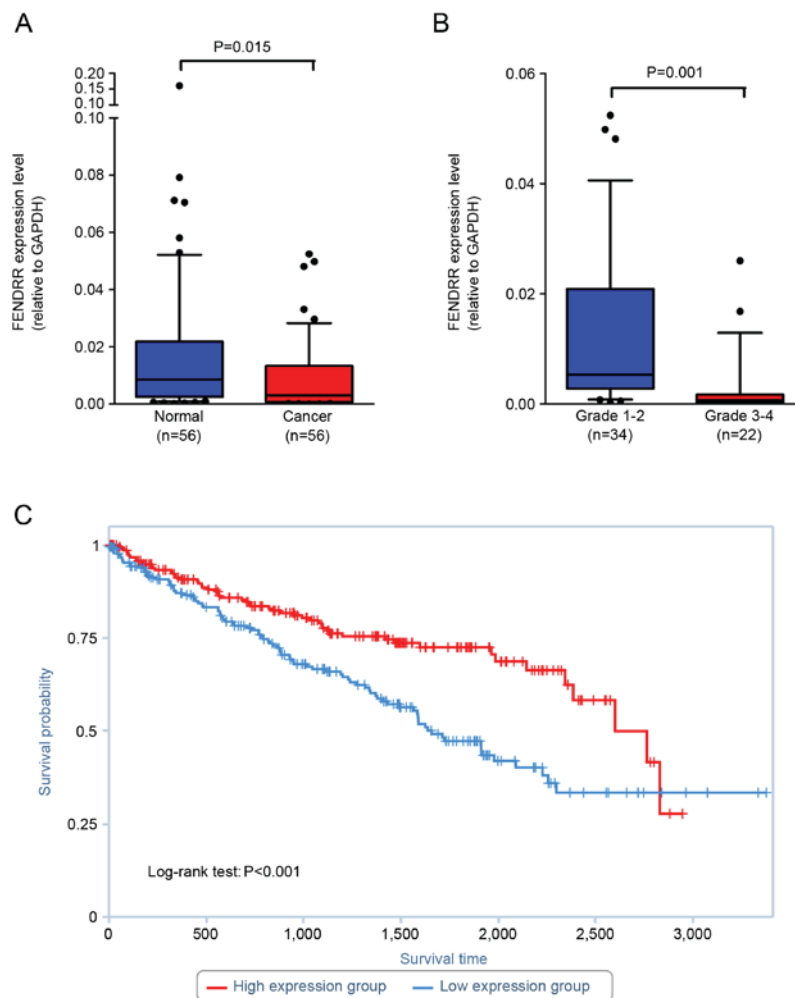 A
P=0.015
FENDRR expression level
(relative to GAPDH)
0.20
0.15
0.10
0.10
0.08
0.06
0.04
0.02
0.00
Normal
(n=56)
Cancer
(n=56)
B
P=0.001
FENDRR expression level
(relative to GAPDH)
0.06
0.04
0.02
0.00
Grade 1-2
(n=34)
Grade 3-4
(n=22)
C
Survival probability
1
0.75
0.5
0.25
0
Log-rank test: P<0.001
0 500 1,000 1,500 2,000 2,500 3,000
Survival time
High expression group Low expression group